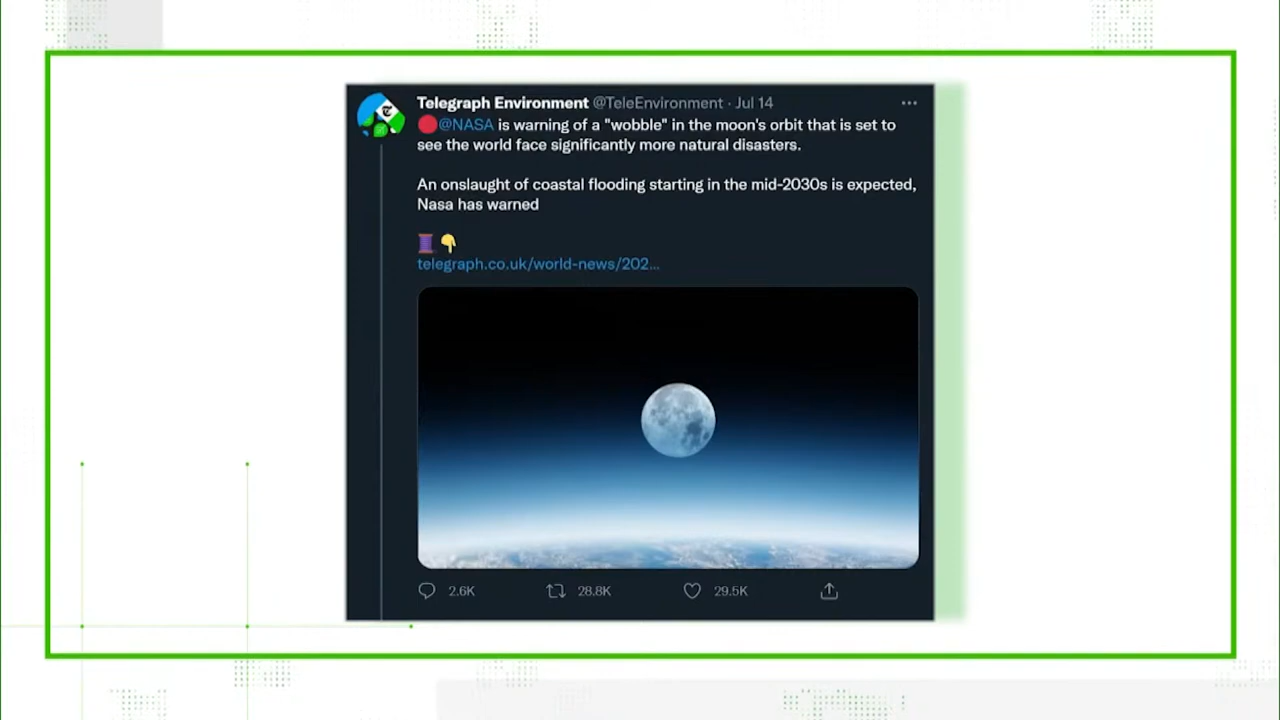 Telegraph Environment @TeleEnvironment · Jul 14
🔴@NASA is warning of a "wobble" in the moon's orbit that is set to
see the world face significantly more natural disasters.
An onslaught of coastal flooding starting in the mid-2030s is expected,
Nasa has warned
🧵👇
telegraph.co.uk/world-news/202...
2.6K 28.8K 29.5K